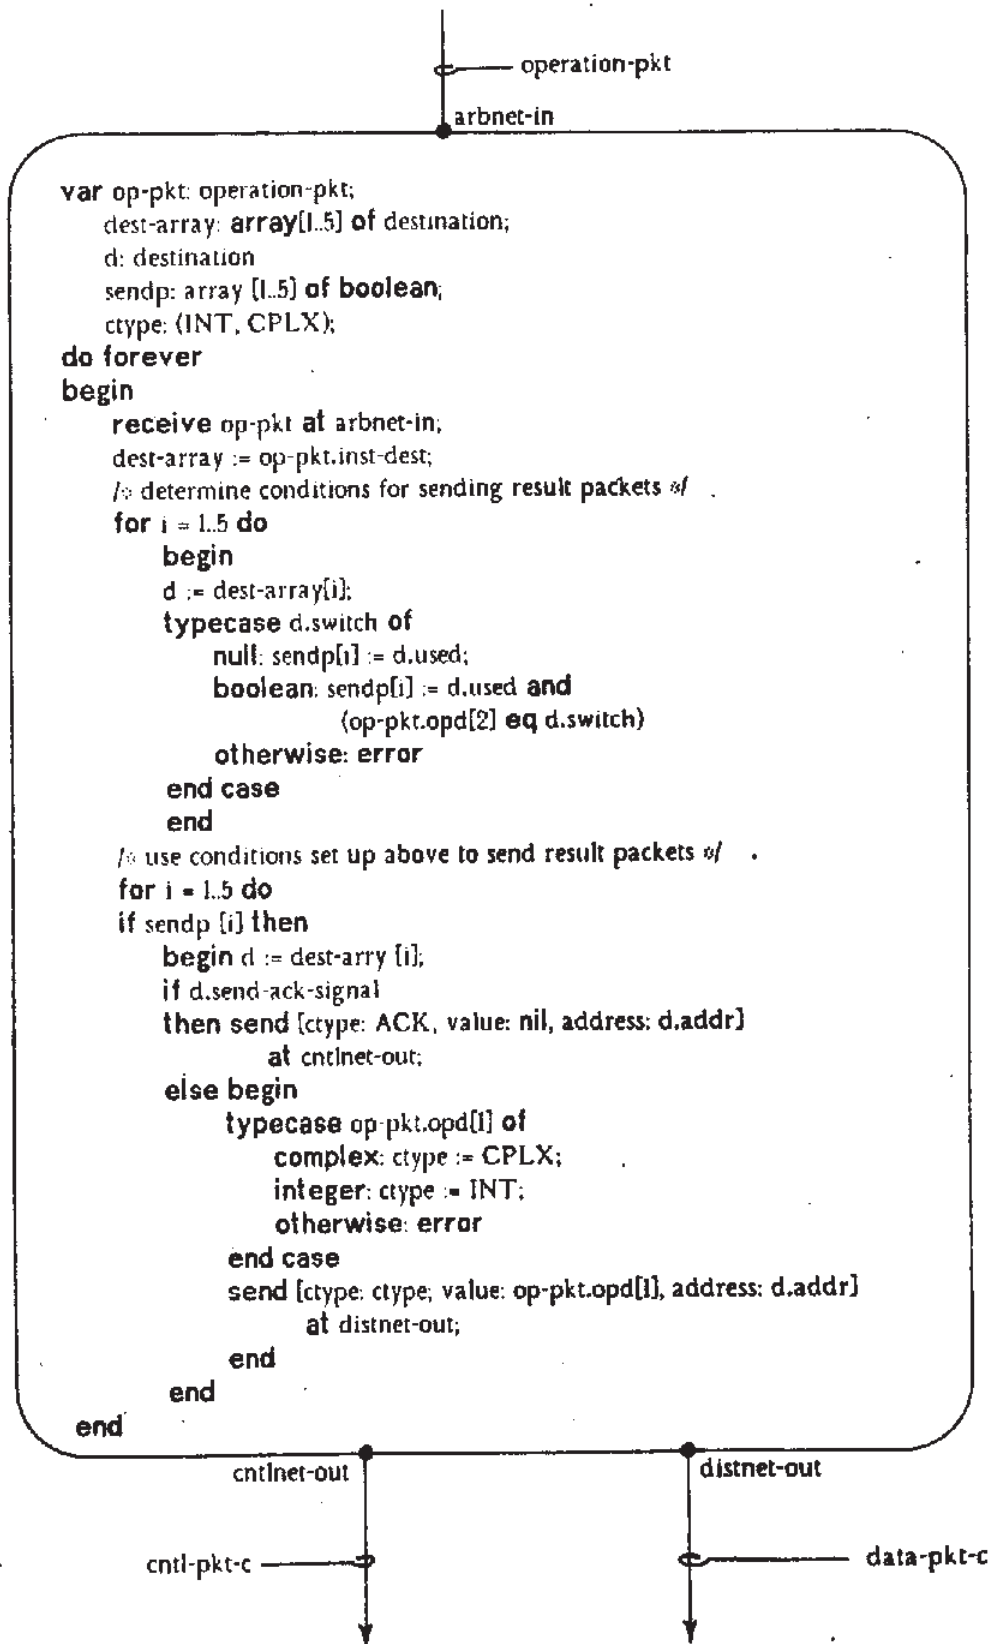 operation-pkt
arbnet-in
var op-pkt: operation-pkt;
dest-array: array[1..5] of destination;
d: destination
sendp: array [1..5] of boolean;
ctype: (INT, CPLX);
do forever
begin
receive op-pkt at arbnet-in;
dest-array := op-pkt.inst-dest;
/* determine conditions for sending result packets */
for i = 1..5 do
begin
d := dest-array[i];
typecase d.switch of
null: sendp[i] := d.used;
boolean: sendp[i] := d.used and
(op-pkt.opd[2] eq d.switch)
otherwise: error
end case
end
/* use conditions set up above to send result packets */
for i = 1..5 do
if sendp [i] then
begin d := dest-arry [i];
if d.send-ack-signal
then send [ctype: ACK, value: nil, address: d.addr]
at cntlnet-out;
else begin
typecase op-pkt.opd[1] of
complex: ctype := CPLX;
integer: ctype := INT;
otherwise: error
end case
send [ctype: ctype; value: op-pkt.opd[1], address: d.addr]
at distnet-out;
end
end
end
cntlnet-out
distnet-out
cntl-pkt-c
data-pkt-c